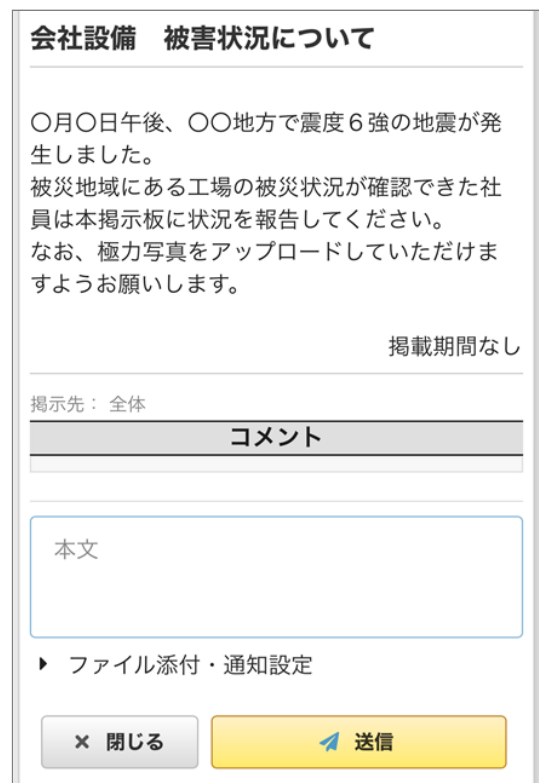 会社設備　被害状況について
〇月〇日午後、〇〇地方で震度６強の地震が発
生しました。
被災地域にある工場の被災状況が確認できた社
員は本掲示板に状況を報告してください。
なお、極力写真をアップロードしていただけま
すようお願いします。
掲載期間なし
掲示先： 全体
コメント
本文
ファイル添付・通知設定
× 閉じる
送信